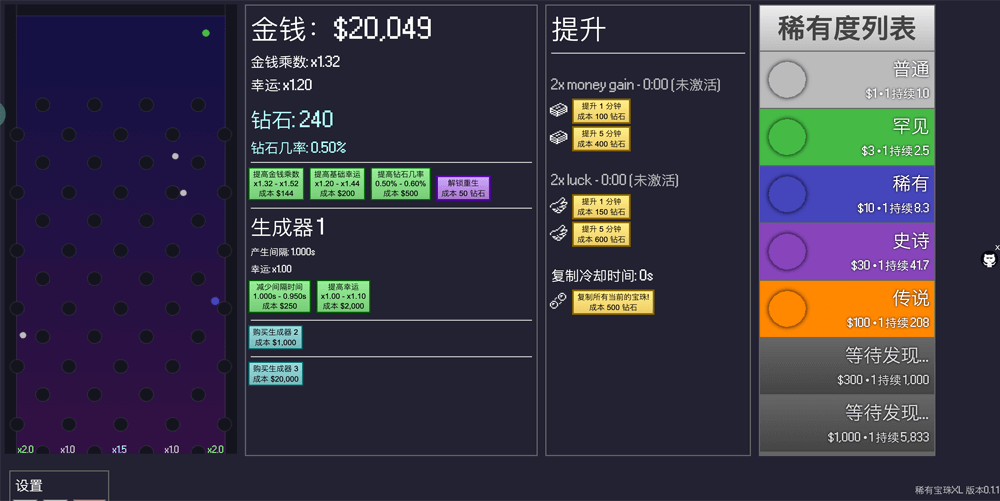 金钱：$20,049
金钱乘数: x1.32
幸运: x1.20
钻石: 240
钻石几率: 0.50%
提高金钱乘数
x1.32 - x1.52
成本 $144
提高基础幸运
x1.20 - x1.44
成本 $200
提高钻石几率
0.50% - 0.60%
成本 $500
解锁重生
成本 50 钻石
生成器 1
产生间隔: 1.000s
幸运: x1.00
减少间隔时间
1.000s - 0.950s
成本 $250
提高幸运
x1.00 - x1.10
成本 $2,000
购买生成器 2
成本 $1,000
购买生成器 3
成本 $20,000
x2.0 x1.0 x1.5 x1.0 x2.0
设置
提升
2x money gain - 0:00 (未激活)
提升 1 分钟
成本 100 钻石
提升 5 分钟
成本 400 钻石
2x luck - 0:00 (未激活)
提升 1 分钟
成本 150 钻石
提升 5 分钟
成本 600 钻石
复制冷却时间: 0s
复制所有当前的宝珠!
成本 500 钻石
稀有度列表
普通
$1 • 1 持续 1.0
罕见
$3 • 1 持续 2.5
稀有
$10 • 1 持续 8.3
史诗
$30 • 1 持续 41.7
传说
$100 • 1 持续 208
等待发现...
$300 • 1 持续 1,000
等待发现...
$1,000 • 1 持续 5,833
x
稀有宝珠XL 版本0.11